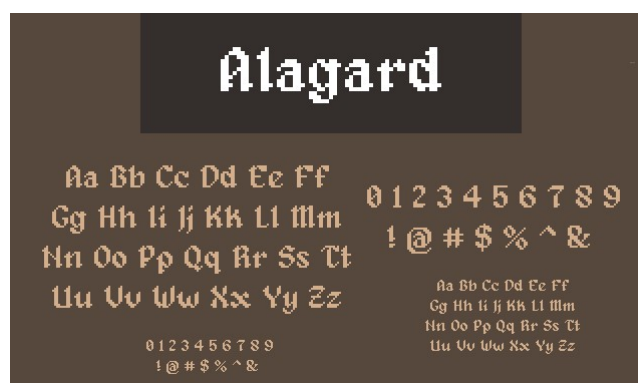 Alagard
Aa Bb Cc Dd Ee Ff
Gg Hh Ii Jj Kk Ll Mm
Nn Oo Pp Qq Rr Ss Tt
Uu Vv Ww Xx Yy Zz
0 1 2 3 4 5 6 7 8 9
! @ # $ % ^ &
0 1 2 3 4 5 6 7 8 9
! @ # $ % ^ &
Aa Bb Cc Dd Ee Ff
Gg Hh Ii Jj Kk Ll Mm
Nn Oo Pp Qq Rr Ss Tt
Uu Vv Ww Xx Yy Zz